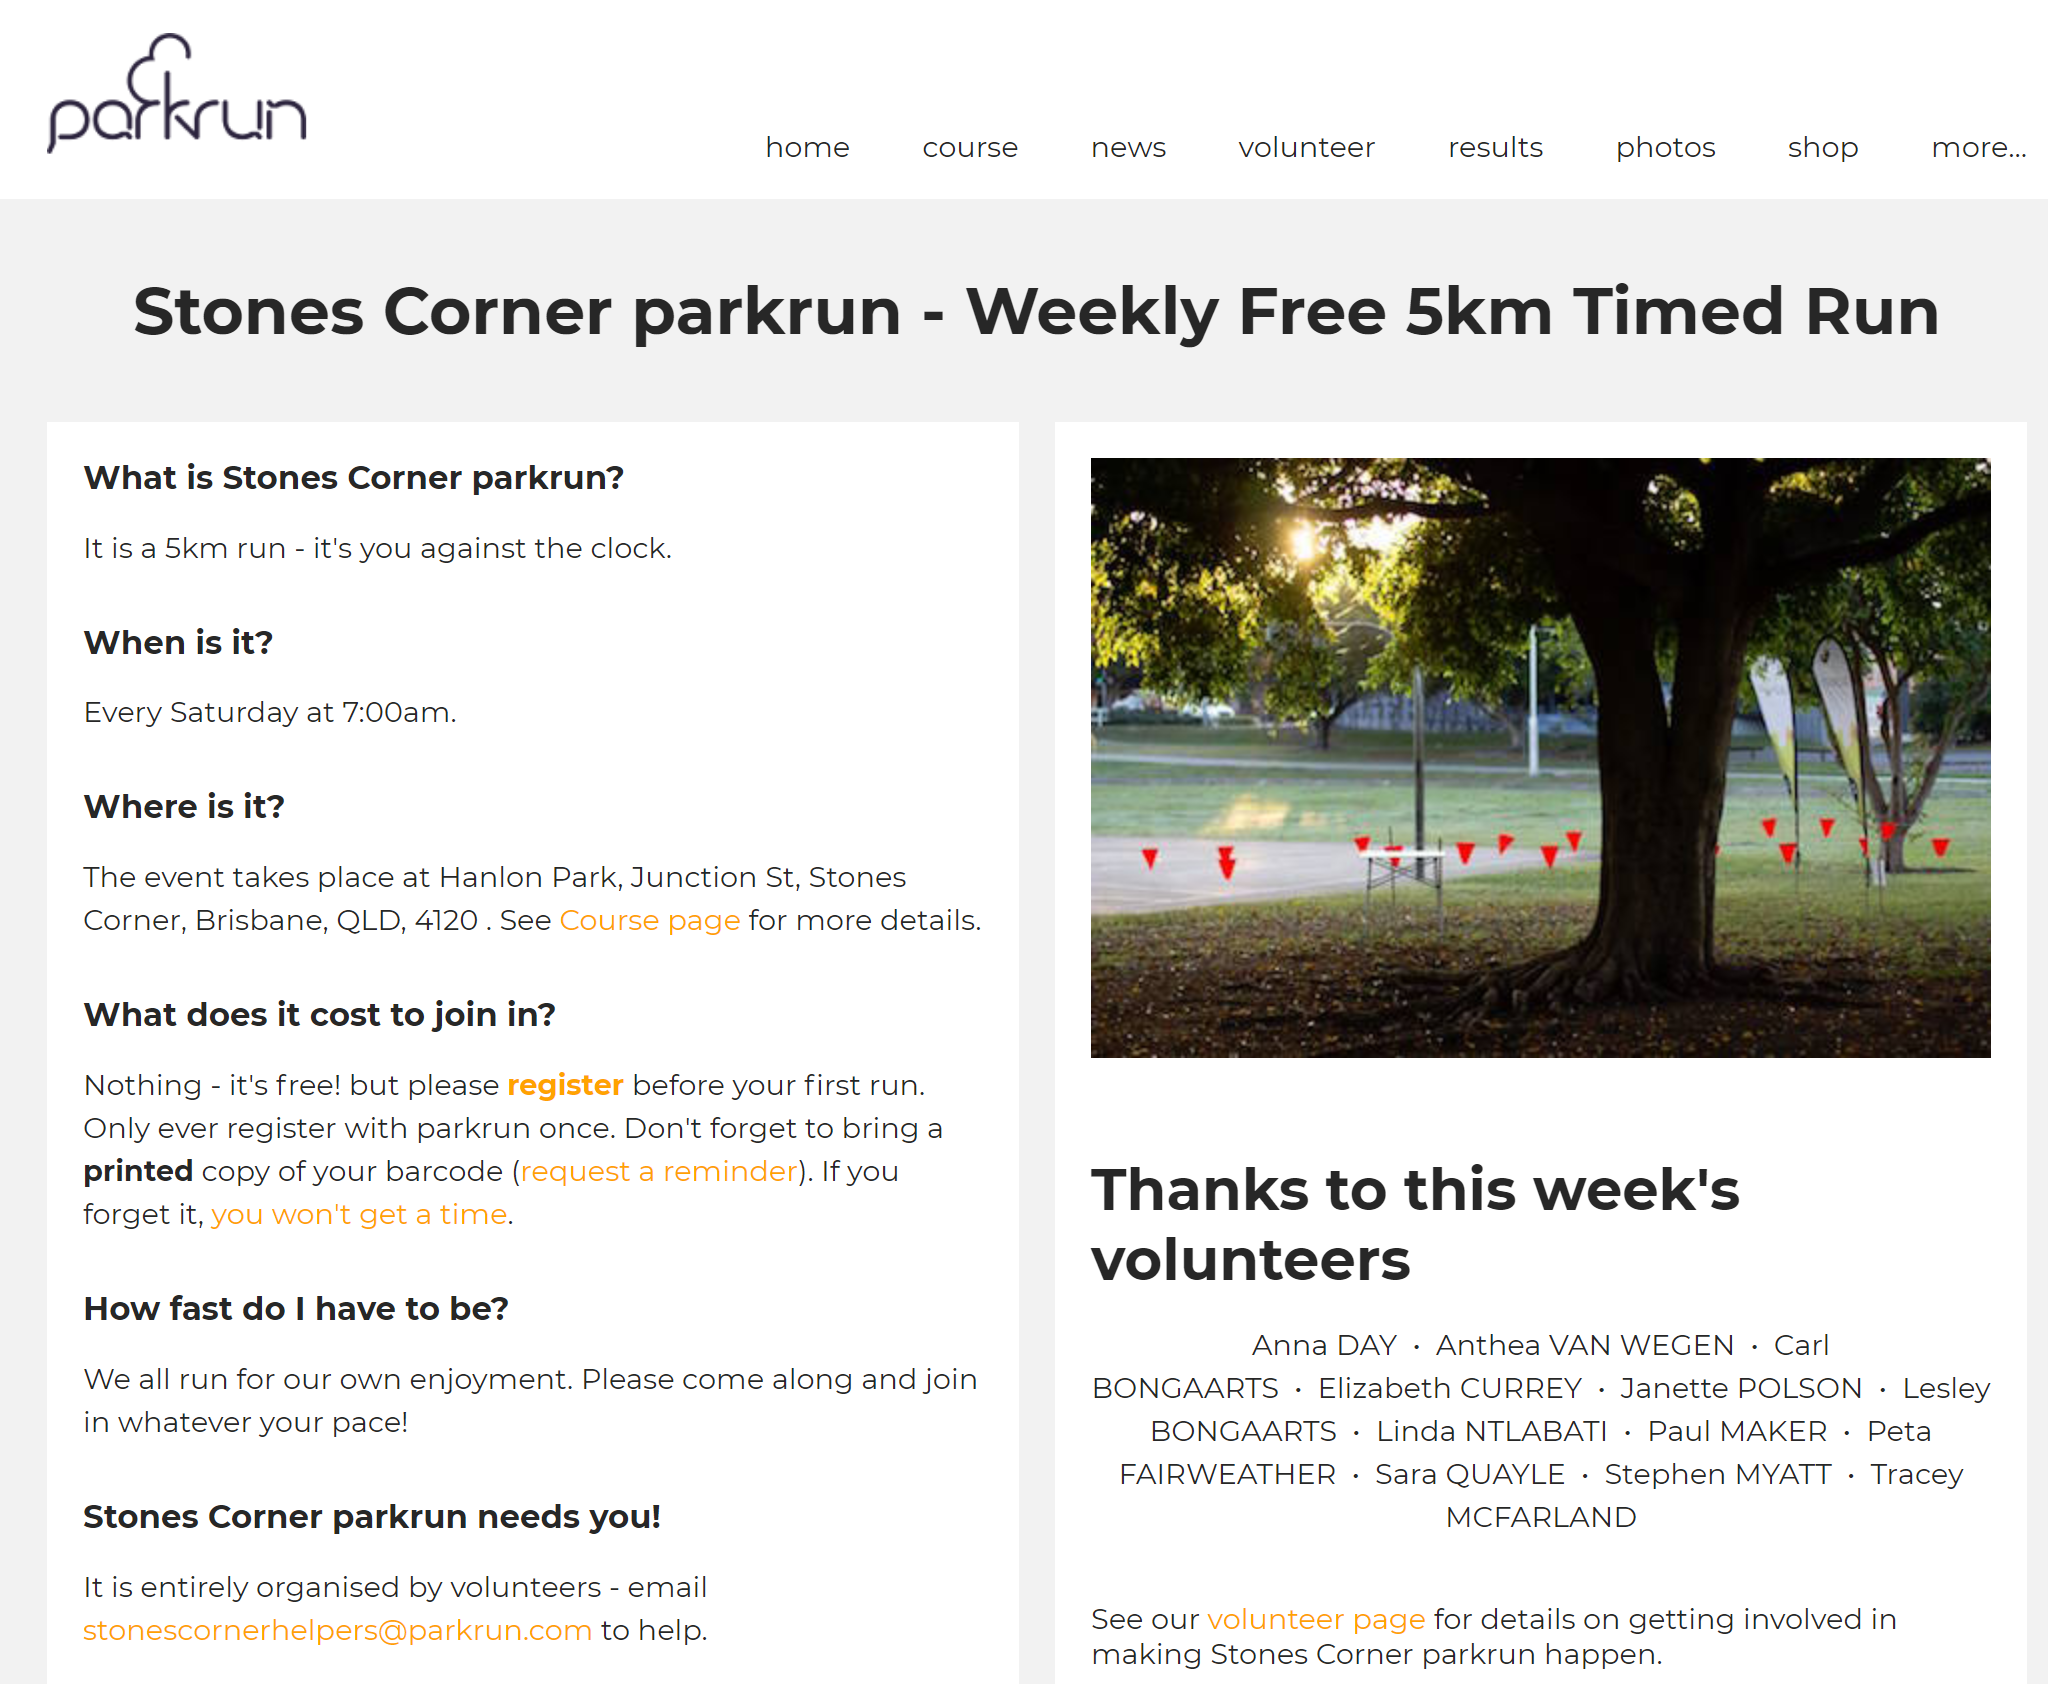 parkrun
home course news volunteer results photos shop more...
Stones Corner parkrun - Weekly Free 5km Timed Run
What is Stones Corner parkrun?
It is a 5km run - it's you against the clock.
When is it?
Every Saturday at 7:00am.
Where is it?
The event takes place at Hanlon Park, Junction St, Stones
Corner, Brisbane, QLD, 4120 . See Course page for more details.
What does it cost to join in?
Nothing - it's free! but please register before your first run.
Only ever register with parkrun once. Don't forget to bring a
printed copy of your barcode (request a reminder). If you
forget it, you won't get a time.
How fast do I have to be?
We all run for our own enjoyment. Please come along and join
in whatever your pace!
Stones Corner parkrun needs you!
It is entirely organised by volunteers - email
stonescornerhelpers@parkrun.com to help.
Thanks to this week's
volunteers
Anna DAY • Anthea VAN WEGEN • Carl
BONGAARTS • Elizabeth CURREY • Janette POLSON • Lesley
BONGAARTS • Linda NTLABATI • Paul MAKER • Peta
FAIRWEATHER • Sara QUAYLE • Stephen MYATT • Tracey
MCFARLAND
See our volunteer page for details on getting involved in
making Stones Corner parkrun happen.